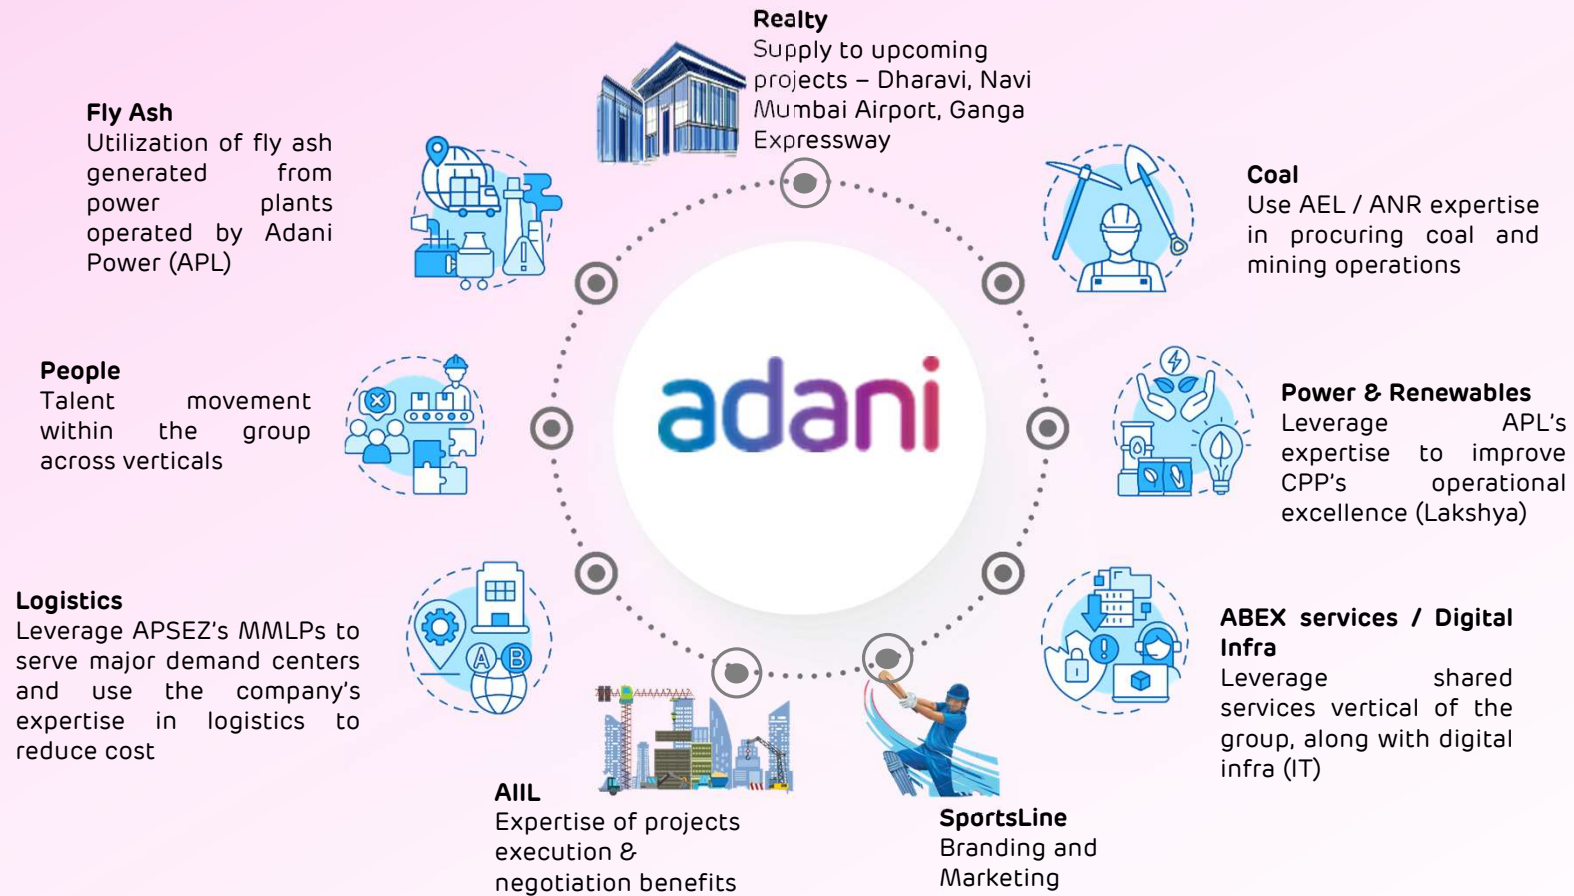 Realty
Supply to upcoming
projects – Dharavi, Navi
Mumbai Airport, Ganga
Expressway
Fly Ash
Utilization of fly ash
generated from
power plants
operated by Adani
Power (APL)
Coal
Use AEL / ANR expertise
in procuring coal and
mining operations
People
Talent movement
within the group
across verticals
adani
Power & Renewables
Leverage APL's
expertise to improve
CPP's operational
excellence (Lakshya)
Logistics
Leverage APSEZ's MMLPs to
serve major demand centers
and use the company's
expertise in logistics to
reduce cost
A B
ABEX services / Digital
Infra
Leverage shared
services vertical of the
group, along with digital
infra (IT)
AIIL
Expertise of projects
execution &
negotiation benefits
SportsLine
Branding and
Marketing